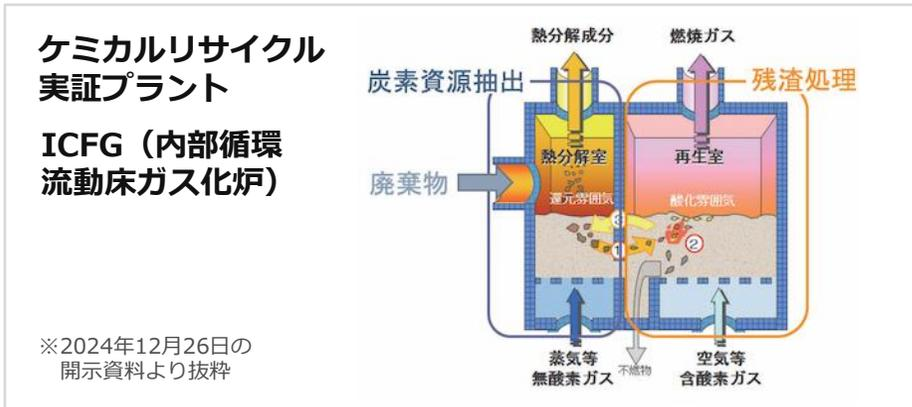 ケミカルリサイクル
実証プラント
ICFG（内部循環
流動床ガス化炉）
※2024年12月26日の
開示資料より抜粋
熱分解成分
燃焼ガス
炭素資源抽出
残渣処理
熱分解室
再生室
廃棄物
還元雰囲気
酸化雰囲気
③
①
②
蒸気等
無酸素ガス
不燃物
空気等
含酸素ガス